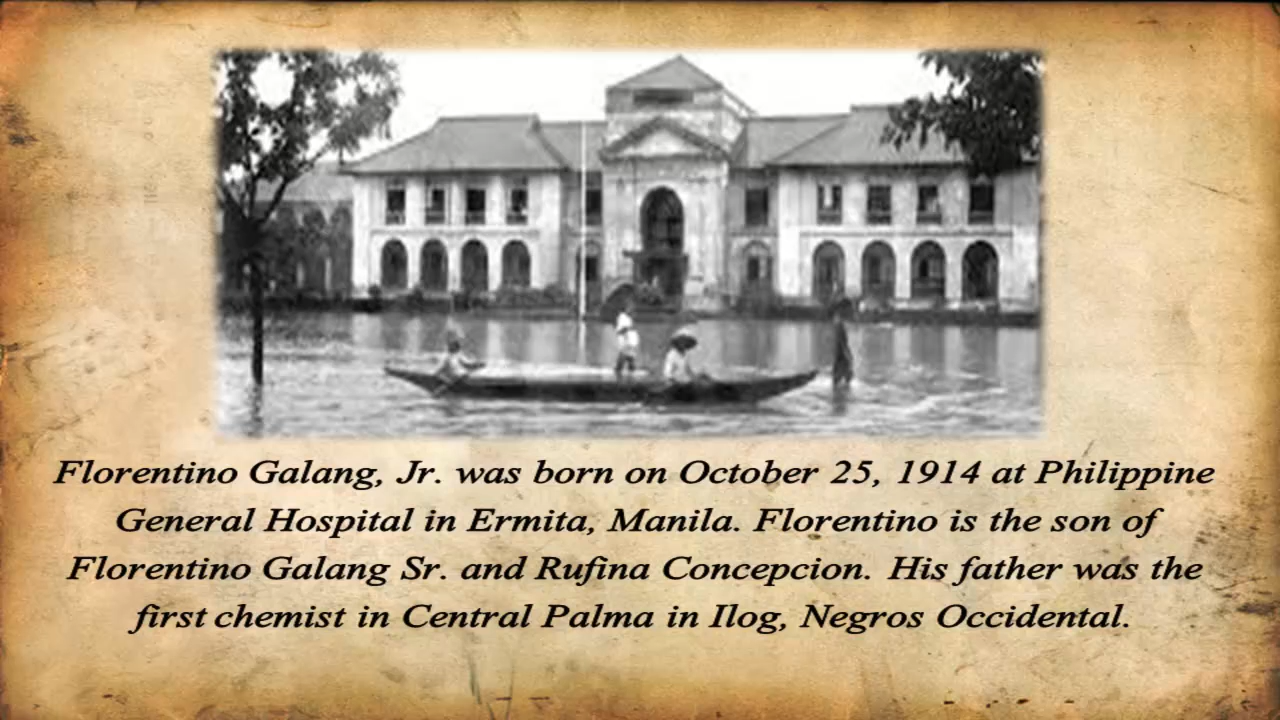 Florentino Galang, Jr. was born on October 25, 1914 at Philippine
General Hospital in Ermita, Manila. Florentino is the son of
Florentino Galang Sr. and Rufina Concepcion. His father was the
first chemist in Central Palma in Ilog, Negros Occidental.